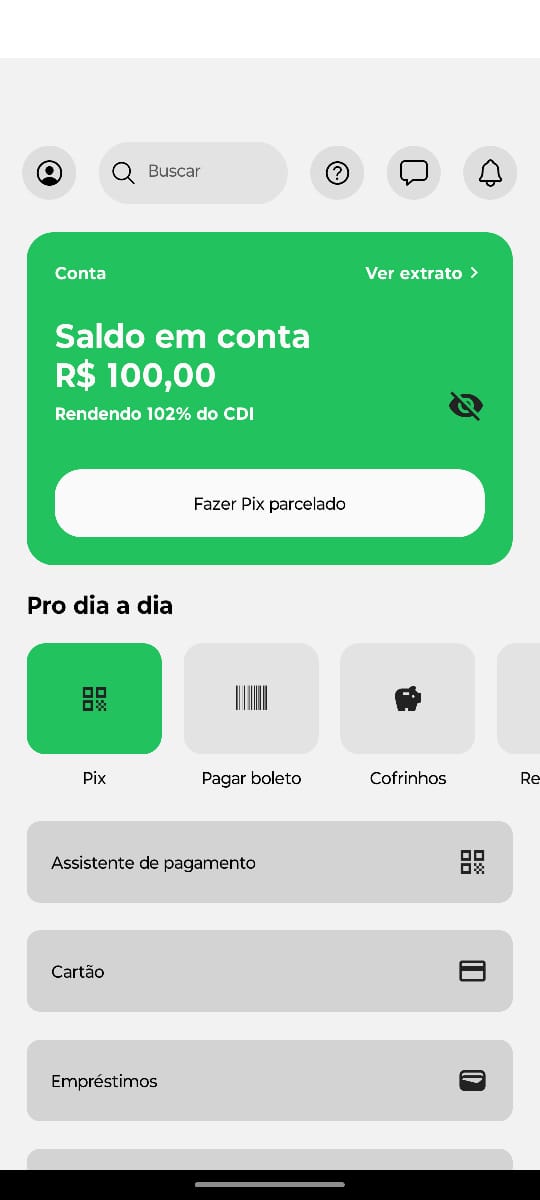 Buscar
Conta
Ver extrato
Saldo em conta
R$ 100,00
Rendendo 102% do CDI
Fazer Pix parcelado
Pro dia a dia
Pix
Pagar boleto
Cofrinhos
Re
Assistente de pagamento
Cartão
Empréstimos